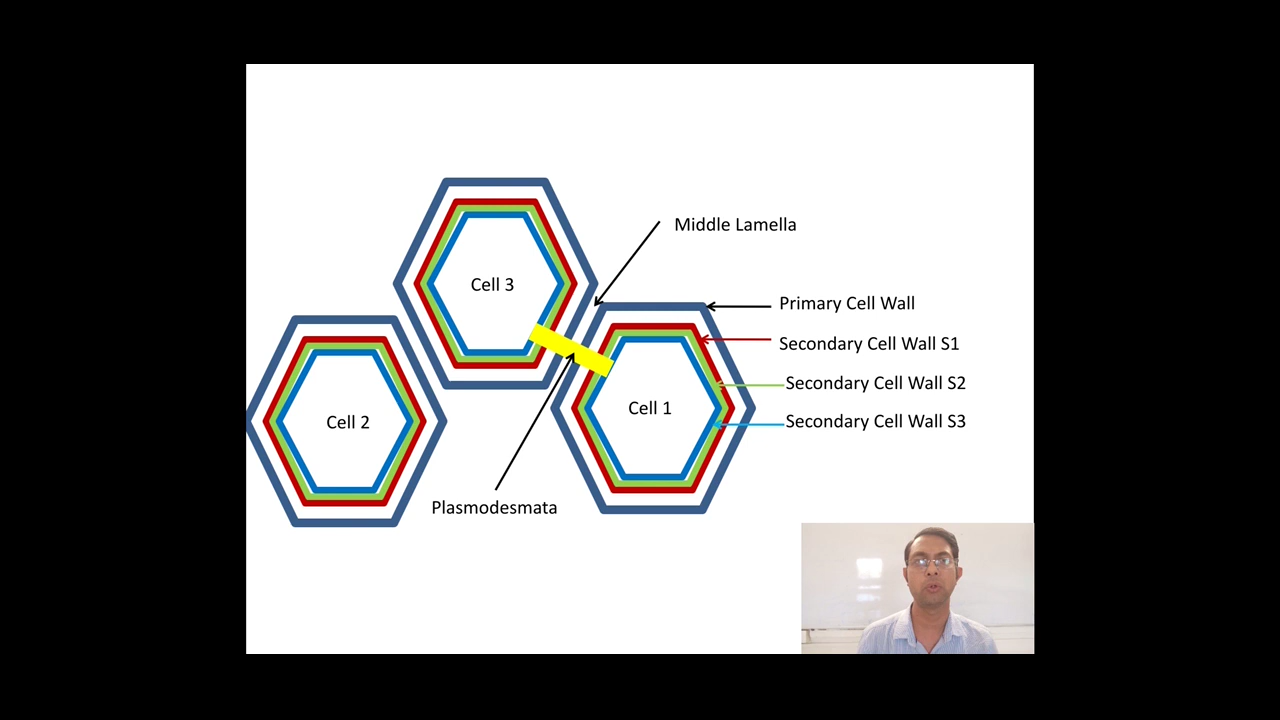 Middle Lamella
Cell 3
Primary Cell Wall
Secondary Cell Wall S1
Secondary Cell Wall S2
Cell 1
Secondary Cell Wall S3
Cell 2
Plasmodesmata